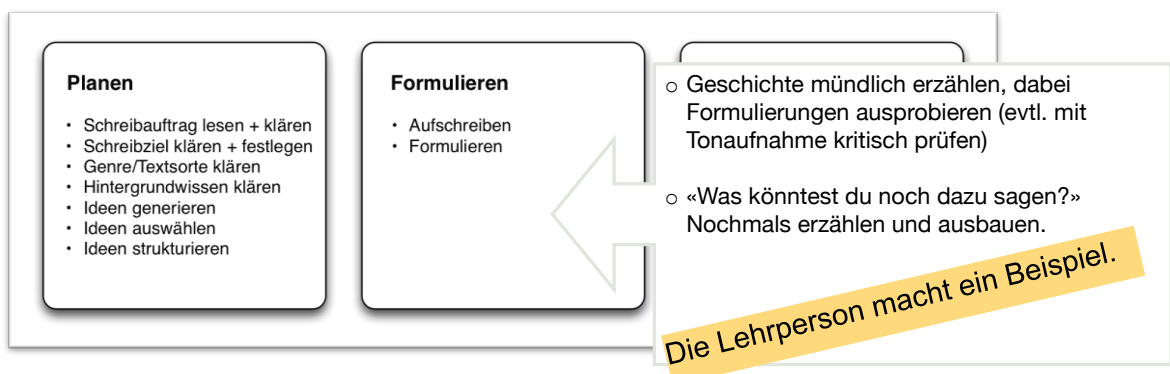 Planen
• Schreibauftrag lesen + klären
• Schreibziel klären + festlegen
• Genre/Textsorte klären
• Hintergrundwissen klären
• Ideen generieren
• Ideen auswählen
• Ideen strukturieren
Formulieren
• Aufschreiben
• Formulieren
○ Geschichte mündlich erzählen, dabei
Formulierungen ausprobieren (evtl. mit
Tonaufnahme kritisch prüfen)
○ «Was könntest du noch dazu sagen?»
Nochmals erzählen und ausbauen.
Die Lehrperson macht ein Beispiel.